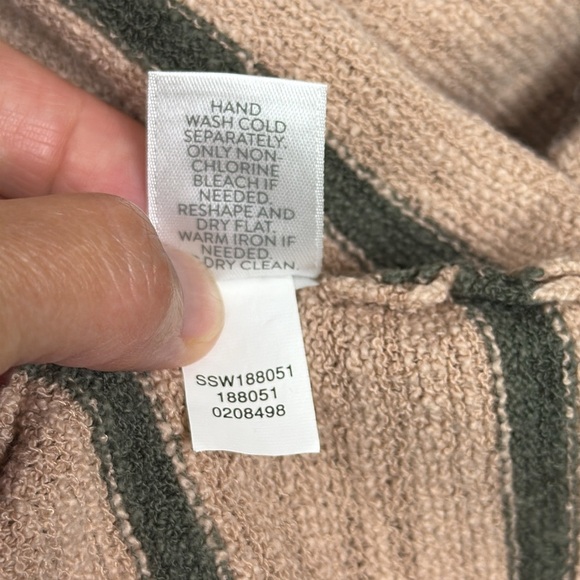 HAND
WASH COLD
SEPARATELY.
ONLY NON-
CHLORINE
BLEACH IF
NEEDED.
RESHAPE AND
DRY FLAT.
WARM IRON IF
NEEDED.
DRY CLEAN
SSW188051
188051
0208498